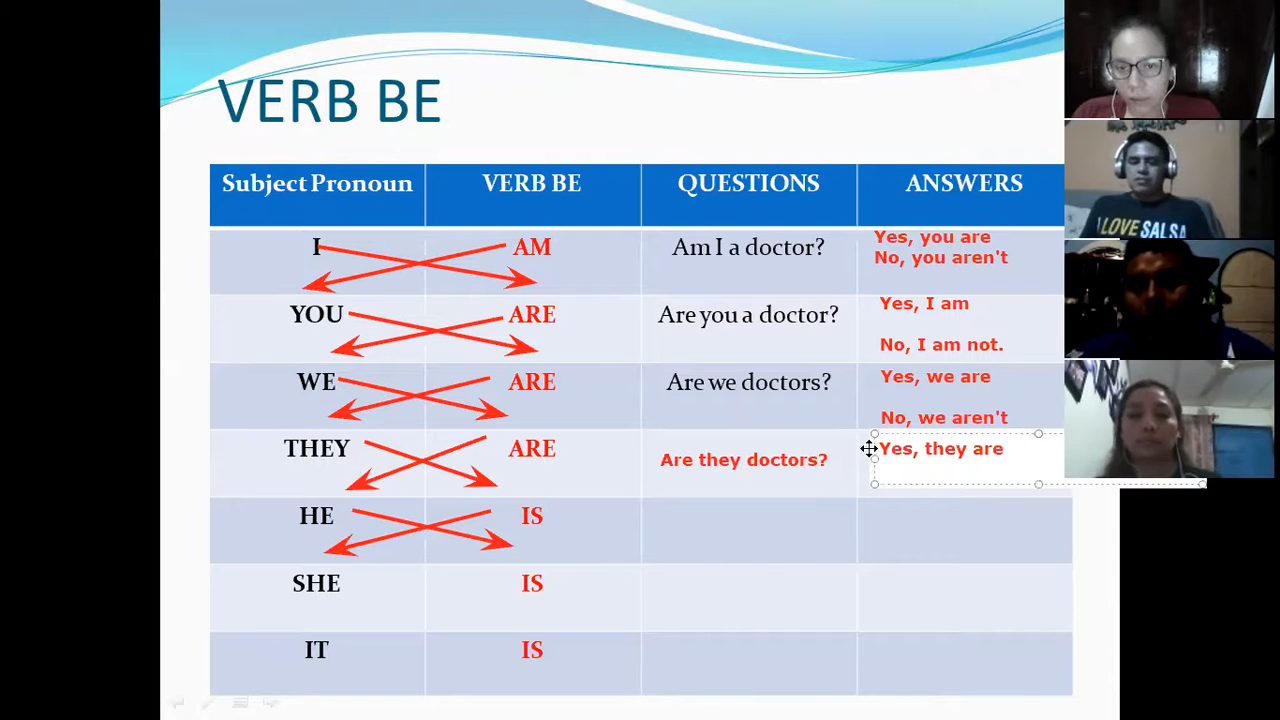 VERB BE
Subject Pronoun VERB BE QUESTIONS ANSWERS
I AM Am I a doctor? Yes, you are
No, you aren't
YOU ARE Are you a doctor? Yes, I am
No, I am not.
WE ARE Are we doctors? Yes, we are
No, we aren't
THEY ARE Are they doctors? Yes, they are
HE IS
SHE IS
IT IS
I LOVE SALSA